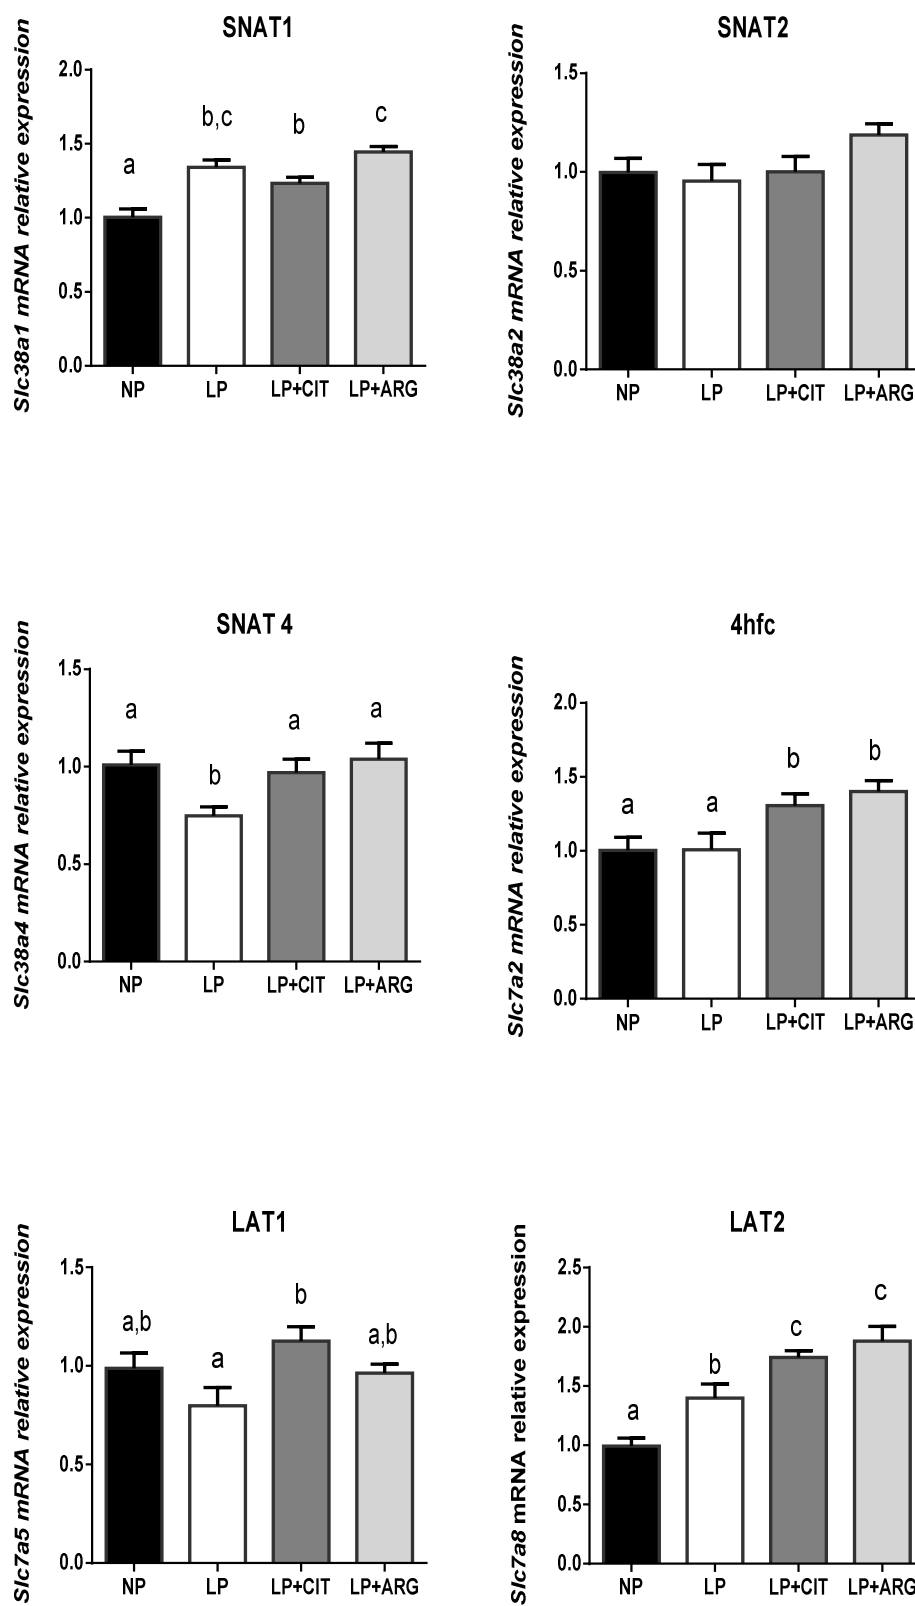 SNAT1
Slc38a1 mRNA relative expression
2.0
1.5
1.0
0.5
0.0
a
b,c
b
c
NP
LP
LP+CIT
LP+ARG
SNAT2
Slc38a2 mRNA relative expression
1.5
1.0
0.5
0.0
NP
LP
LP+CIT
LP+ARG
SNAT 4
Slc38a4 mRNA relative expression
1.5
1.0
0.5
0.0
a
b
a
a
NP
LP
LP+CIT
LP+ARG
4hfc
Slc7a2 mRNA relative expression
2.0
1.5
1.0
0.5
0.0
a
a
b
b
NP
LP
LP+CIT
LP+ARG
LAT1
Slc7a5 mRNA relative expression
1.5
1.0
0.5
0.0
a,b
a
b
a,b
NP
LP
LP+CIT
LP+ARG
LAT2
Slc7a8 mRNA relative expression
2.5
2.0
1.5
1.0
0.5
0.0
a
b
c
c
NP
LP
LP+CIT
LP+ARG